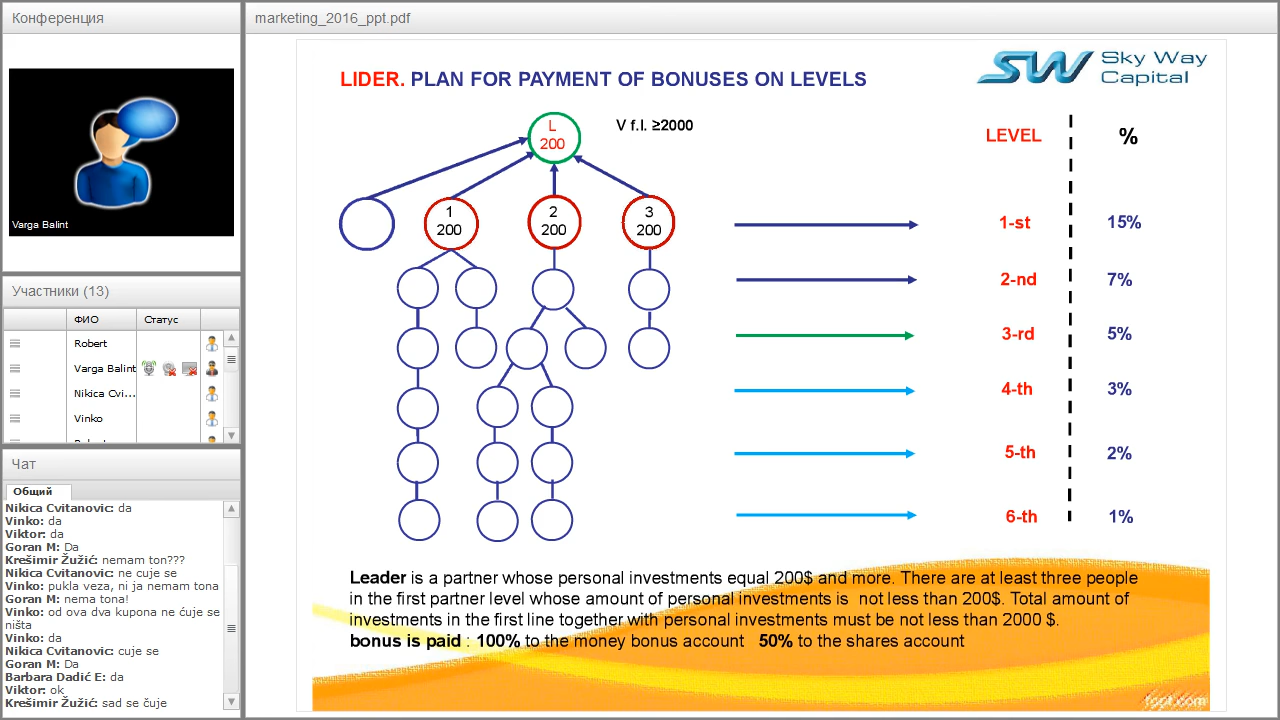 Конференция
Varga Balint
Участники (13)
ФИО Статус
Robert
Varga Balint
Nikica Cvi...
Vinko
Чат
Общий
Nikica Cvitanovic: da
Vinko: da
Viktor: da
Goran M: Da
Krešimir Žužić: nemam ton???
Nikica Cvitanovic: ne cuje se
Vinko: pukla veza, ni ja nemam tona
Goran M: nema tona!
Vinko: od ova dva kupona ne ćuje se
ništa
Vinko: da
Nikica Cvitanovic: cuje se
Goran M: Da
Barbara Dadić E: da
Viktor: ok
Krešimir Žužić: sad se čuje
marketing_2016_ppt.pdf
LIDER. PLAN FOR PAYMENT OF BONUSES ON LEVELS
SW Sky Way
Capital
L
200
V f.l. ≥2000
LEVEL %
1
200
2
200
3
200
1-st 15%
2-nd 7%
3-rd 5%
4-th 3%
5-th 2%
6-th 1%
Leader is a partner whose personal investments equal 200$ and more. There are at least three people
in the first partner level whose amount of personal investments is not less than 200$. Total amount of
investments in the first line together with personal investments must be not less than 2000 $.
bonus is paid : 100% to the money bonus account 50% to the shares account
fppt.com